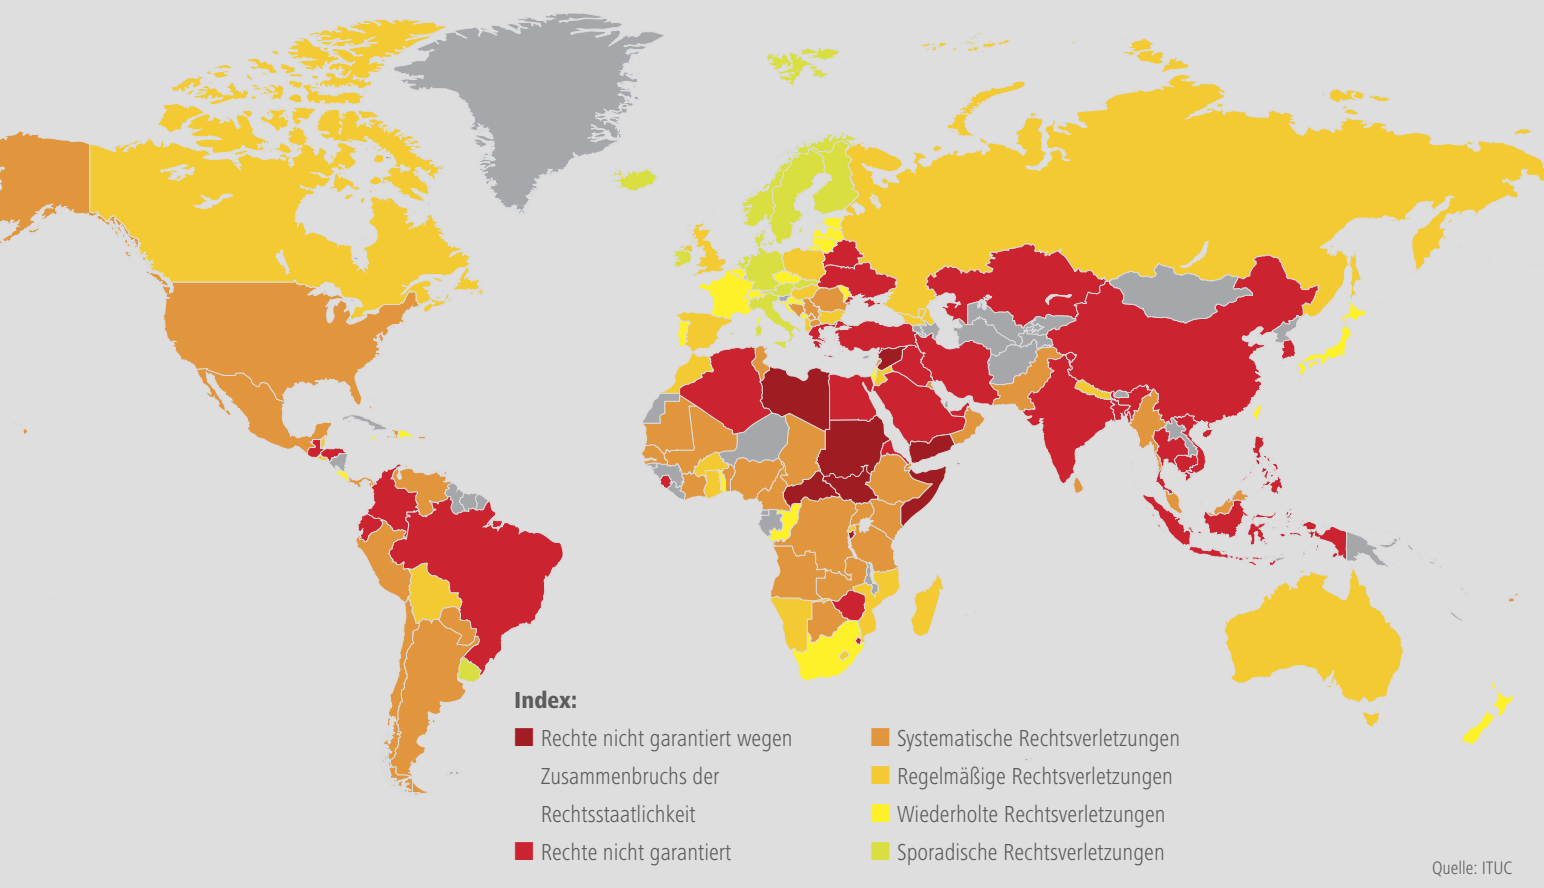 Index:
Rechte nicht garantiert wegen
Zusammenbruchs der
Rechtsstaatlichkeit
Rechte nicht garantiert
Systematische Rechtsverletzungen
Regelmäßige Rechtsverletzungen
Wiederholte Rechtsverletzungen
Sporadische Rechtsverletzungen
Quelle: ITUC